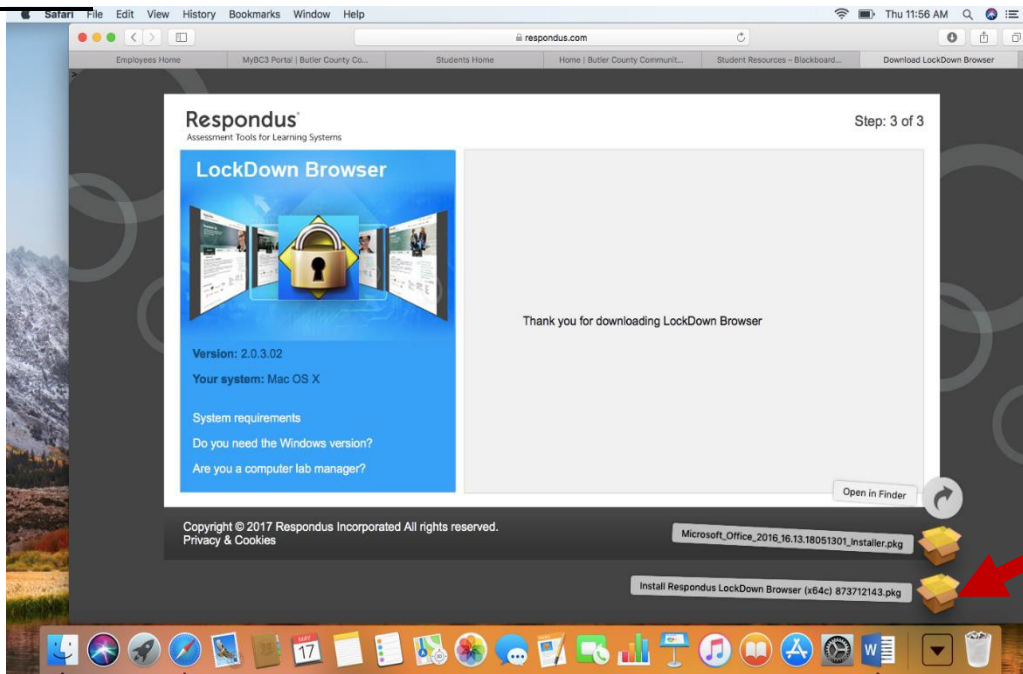 Safari File Edit View History Bookmarks Window Help
Thu 11:56 AM
respondus.com
Employees Home
MyBC3 Portal | Butler County Co...
Students Home
Home | Butler County Communit...
Student Resources – Blackboard...
Download LockDown Browser
Respondus
Step: 3 of 3
Assessment Tools for Learning Systems
LockDown Browser
Thank you for downloading LockDown Browser
Version: 2.0.3.02
Your system: Mac OS X
System requirements
Do you need the Windows version?
Are you a computer lab manager?
Open in Finder
Copyright © 2017 Respondus Incorporated All rights reserved.
Privacy & Cookies
Microsoft_Office_2016_16.13.18051301_Installer.pkg
Install Respondus LockDown Browser (x64c) 873712143.pkg
MAY
17
W